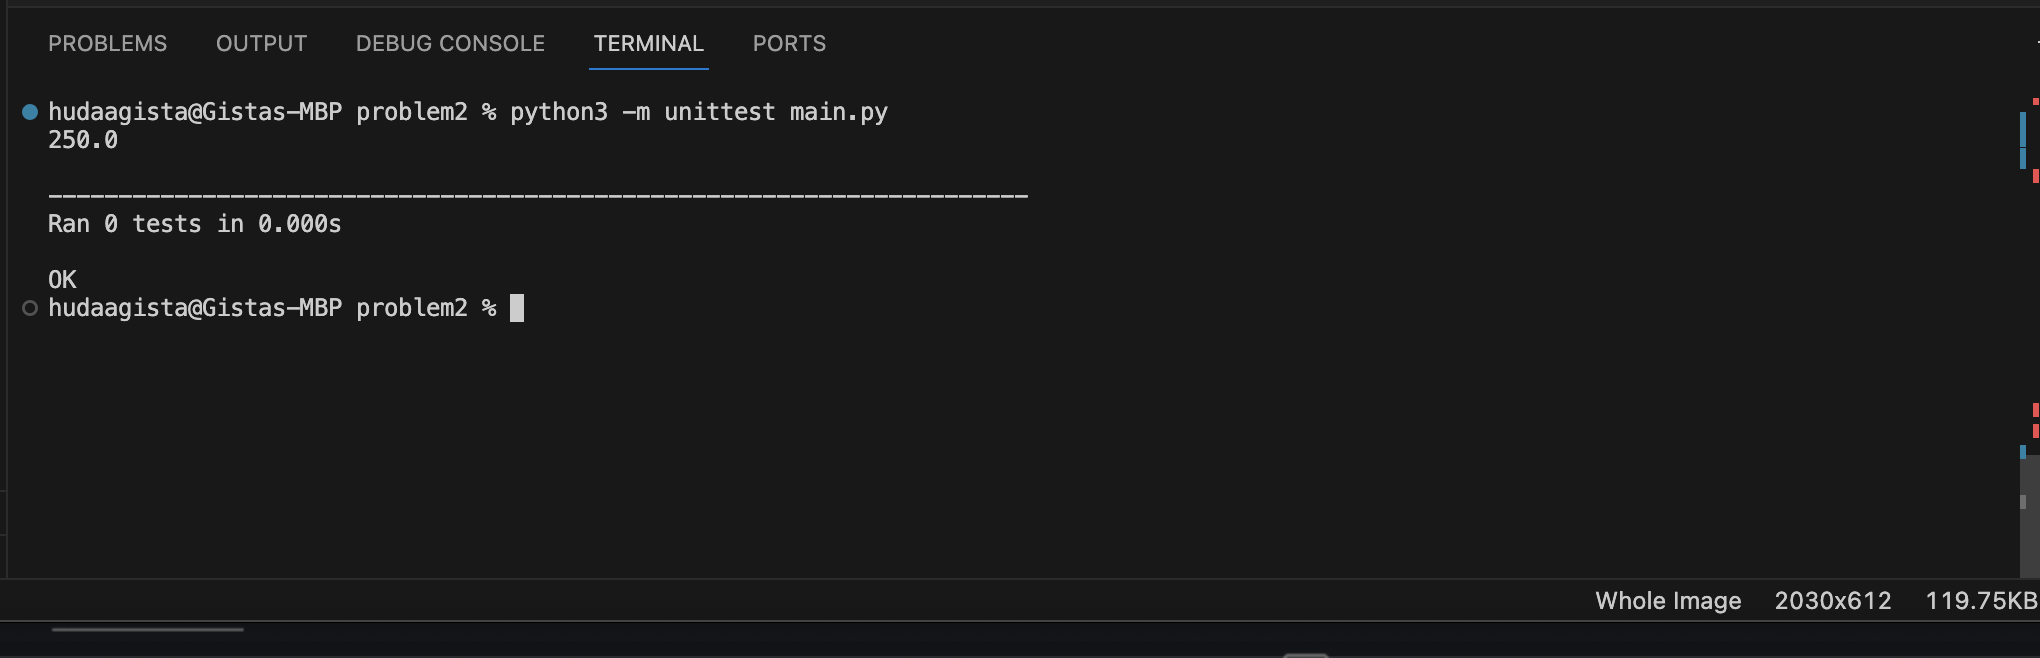 PROBLEMS OUTPUT DEBUG CONSOLE TERMINAL PORTS
hudaagista@Gistas-MBP problem2 % python3 -m unittest main.py
250.0
----------------------------------------------------------------------
Ran 0 tests in 0.000s
OK
hudaagista@Gistas-MBP problem2 %
Whole Image 2030x612 119.75KB